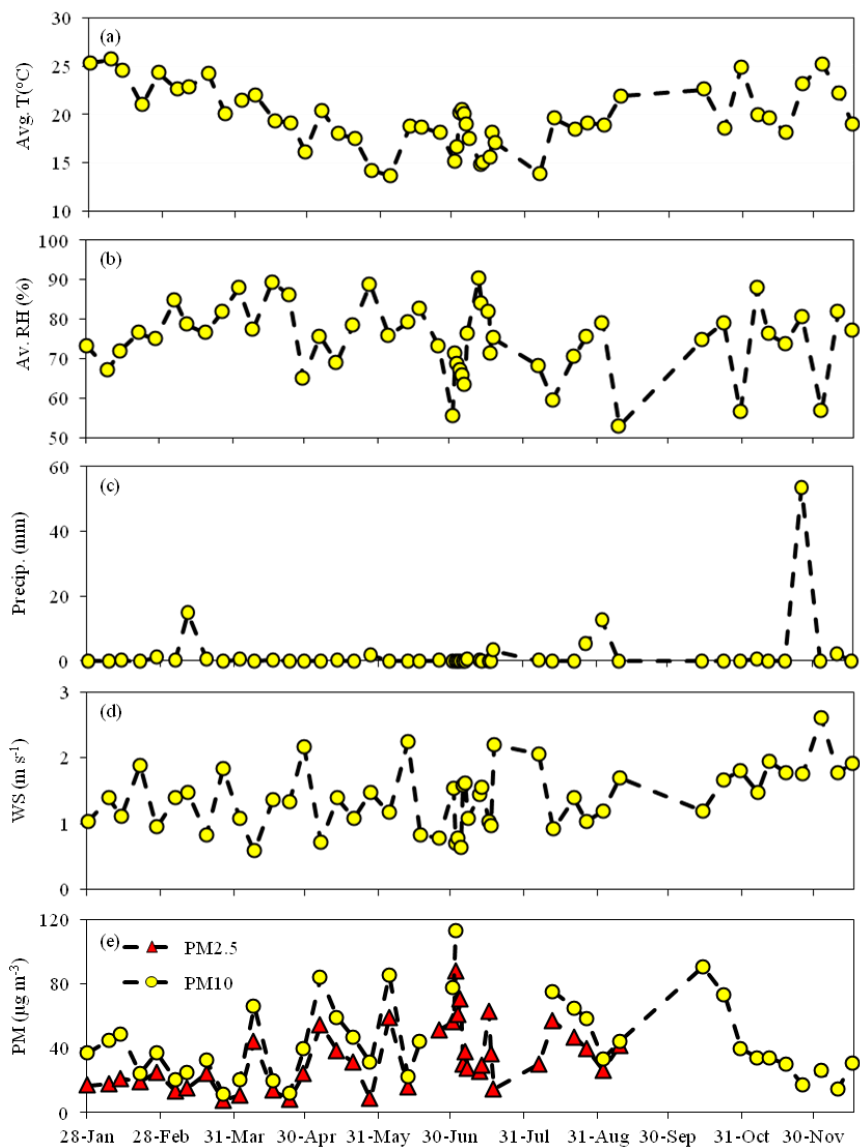 (a)
Avg. T(°C)
30
25
20
15
10
(b)
Av. RH (%)
100
90
80
70
60
50
(c)
Precip. (mm)
60
40
20
0
(d)
WS (m s⁻¹)
3
2
1
0
(e)
PM2.5
PM10
PM (µg m⁻³)
120
80
40
0
28-Jan 28-Feb 31-Mar 30-Apr 31-May 30-Jun 31-Jul 31-Aug 30-Sep 31-Oct 30-Nov